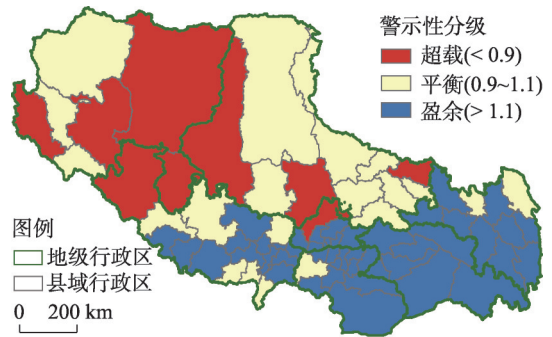 警示性分级
超载(< 0.9)
平衡(0.9~1.1)
盈余(> 1.1)
图例
地级行政区
县域行政区
0 200 km